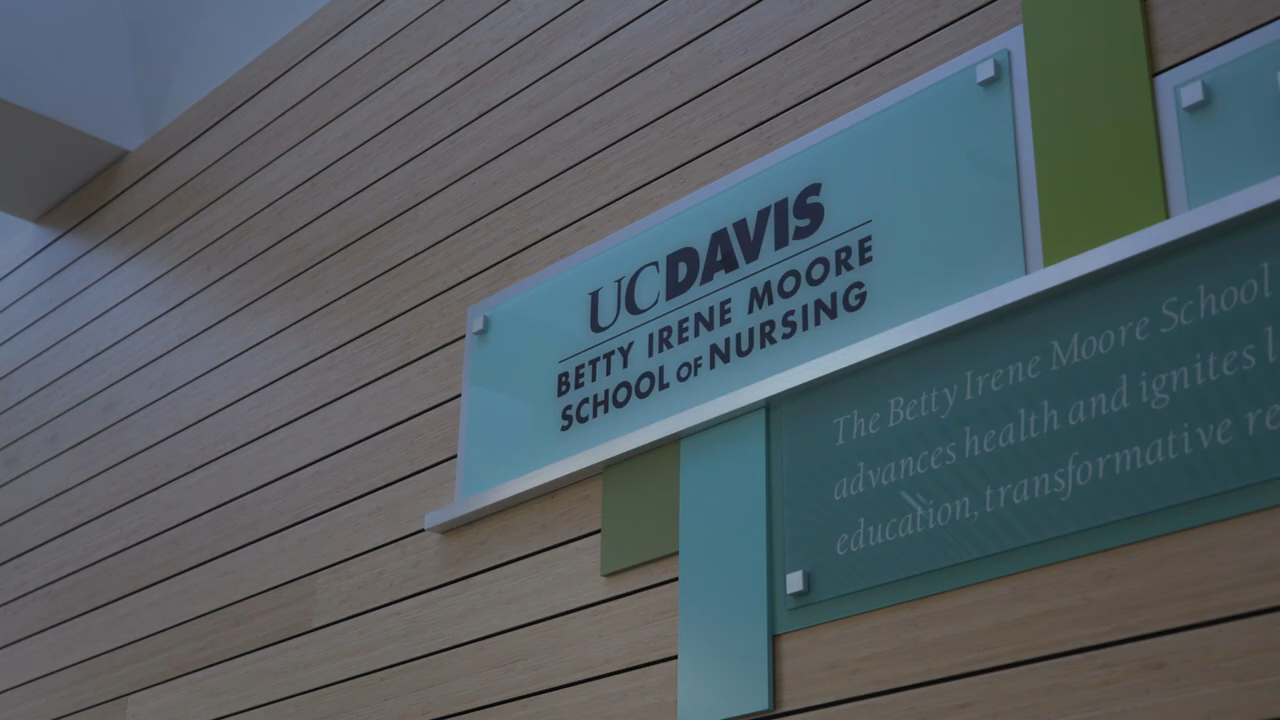 UCDAVIS
BETTY IRENE MOORE
SCHOOL OF NURSING
The Betty Irene Moore School
advances health and ignites
education, transformative